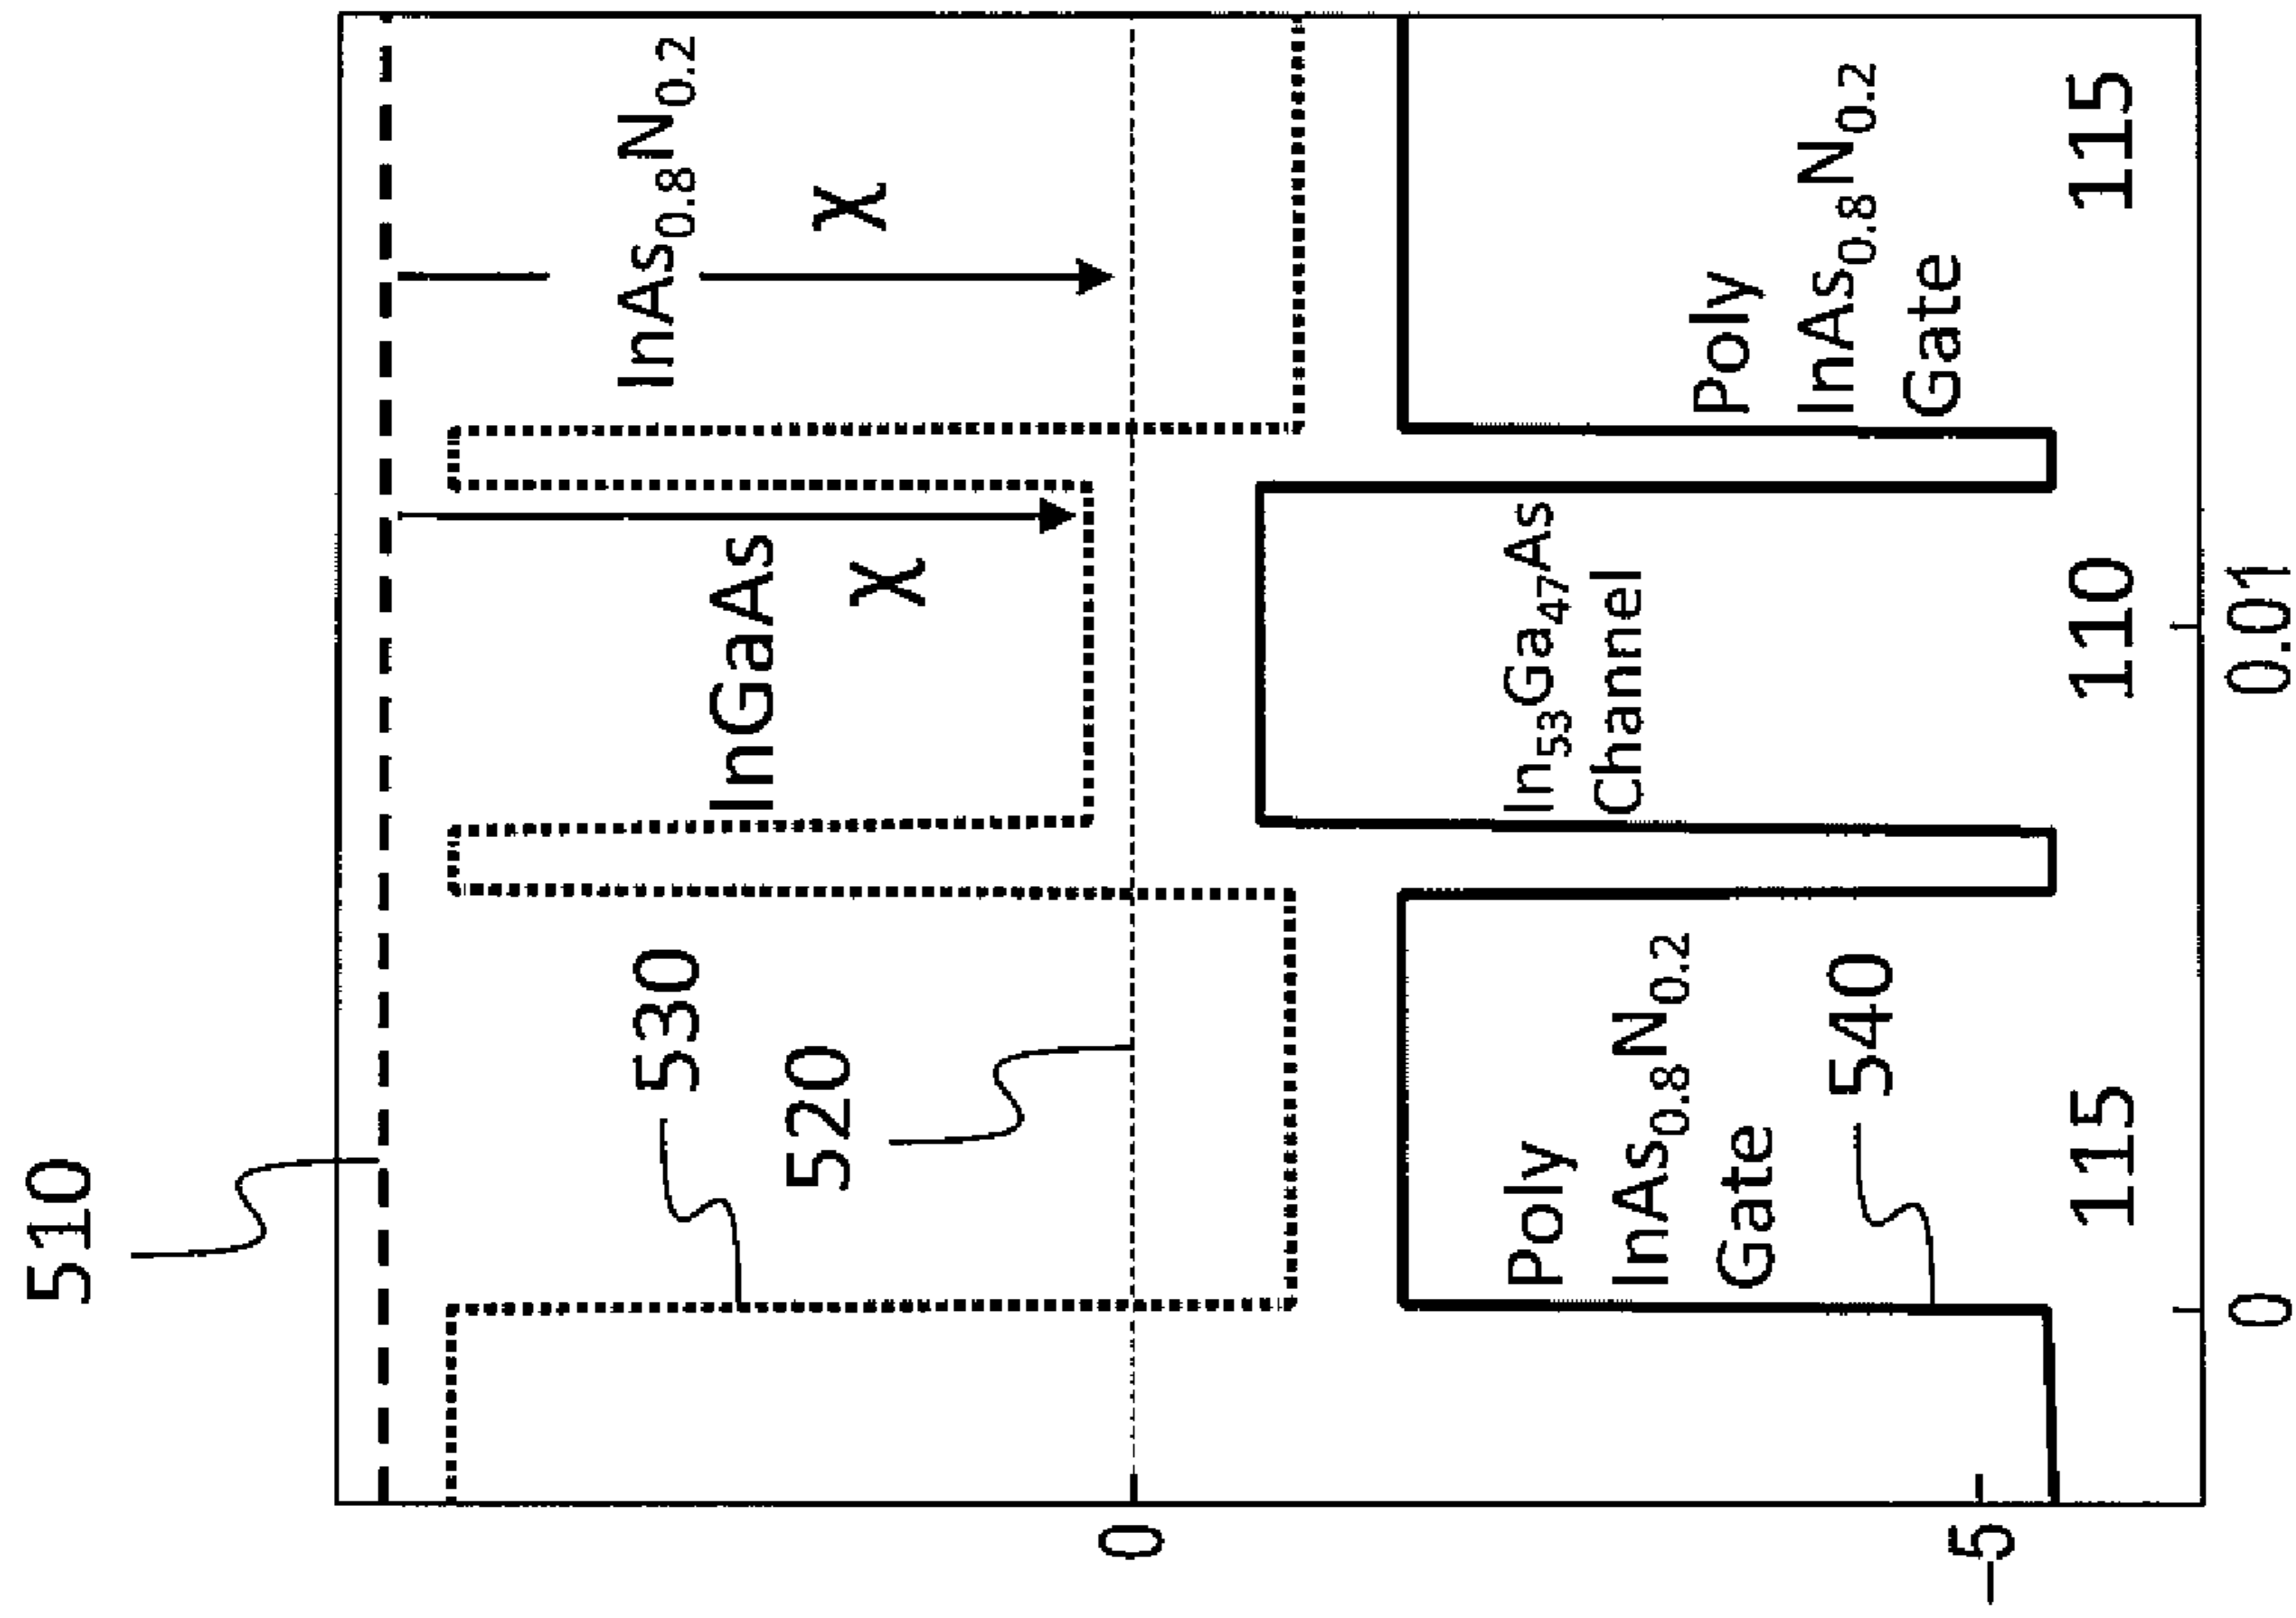 510
530
520
InGaAs
χ
InAs0.8N0.2
χ
0
Poly
InAs0.8N0.2
Gate
540
In53Ga47As
Channel
Poly
InAs0.8N0.2
Gate
-5
115
110
115
0
0.01